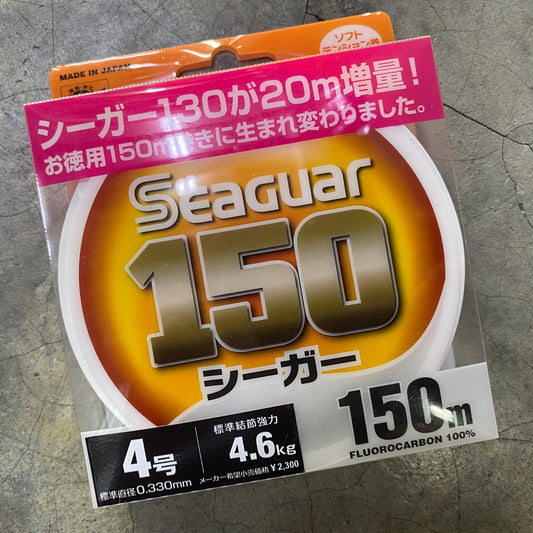 ソフト
テンション巻
MADE IN JAPAN
シーガー130が20m増量！
お徳用150m巻きに生まれ変わりました。
SEAGUAR
150
シーガー
標準結節強力
4号
4.6kg
150m
FLUOROCARBON 100%
標準直径0.330mm
メーカー希望小売価格 ¥2,300